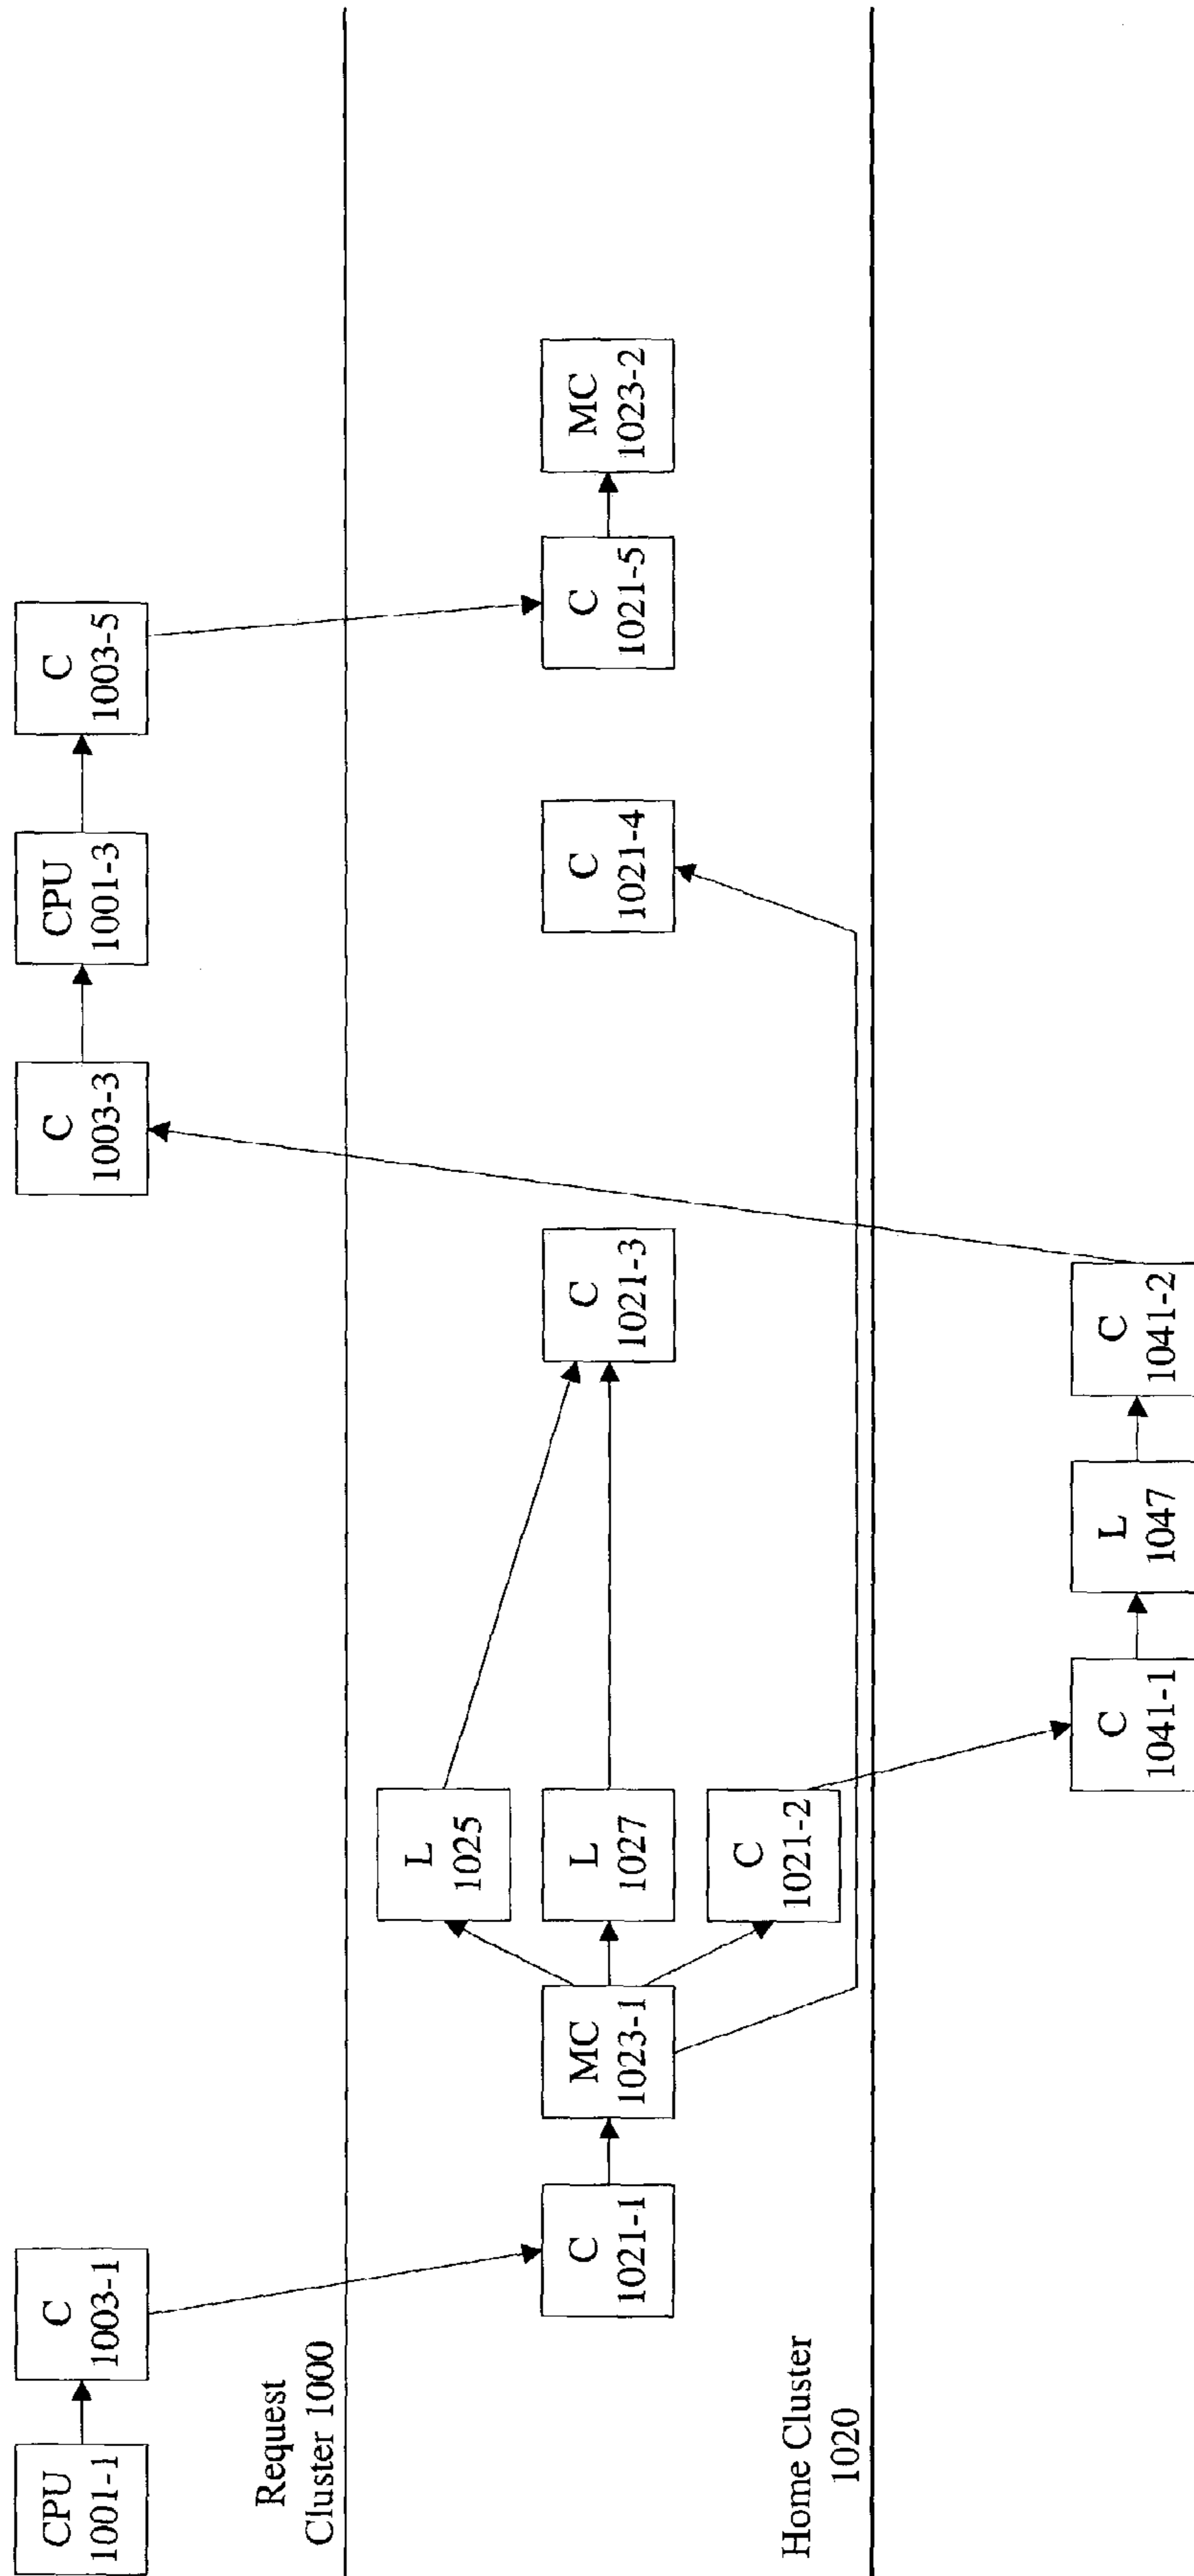 CPU
1001-1
C
1003-1
C
1003-3
CPU
1001-3
C
1003-5
Request
Cluster 1000
C
1021-1
MC
1023-1
L
1025
L
1027
C
1021-2
C
1021-3
C
1021-4
C
1021-5
MC
1023-2
Home Cluster
1020
C
1041-1
L
1047
C
1041-2